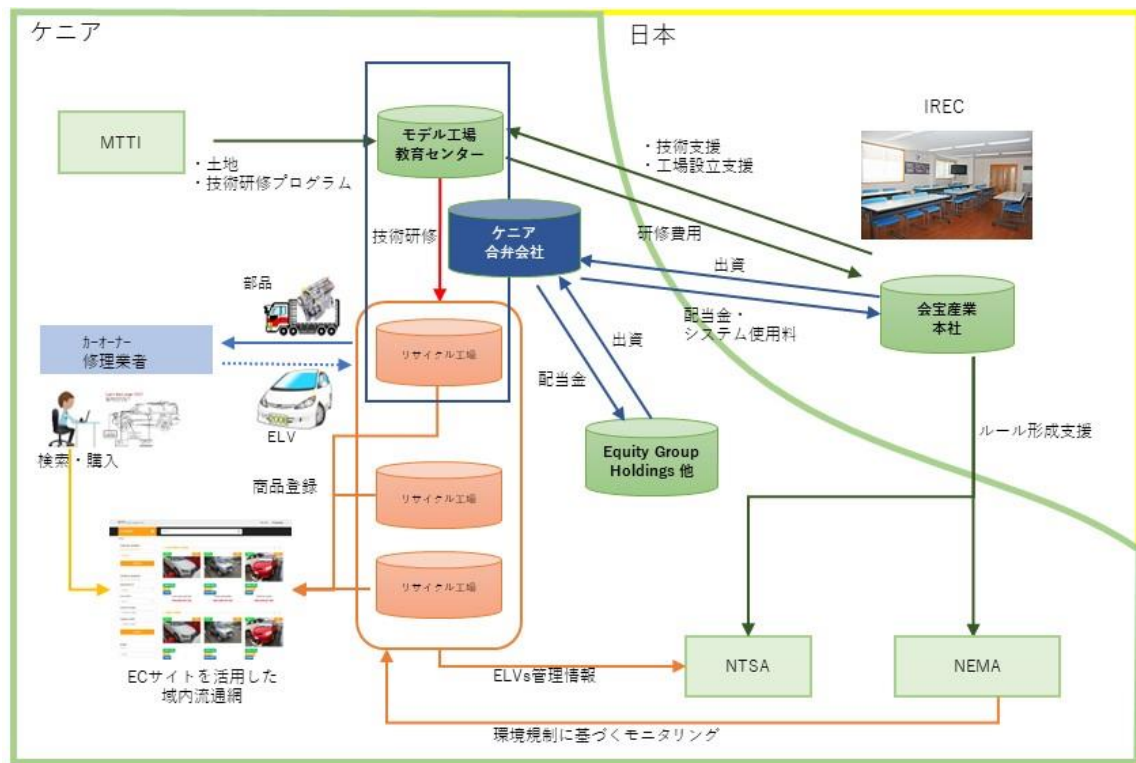 ケニア
日本
IREC
MTTI
モデル工場
教育センター
・土地
・技術研修プログラム
・技術支援
・工場設立支援
技術研修
ケニア
合弁会社
研修費用
出資
配当金・
システム使用料
会宝産業
本社
部品
カーオーナー
修理業者
リサイクル工場
出資
配当金
ELV
検索・購入
Equity Group
Holdings 他
ルール形成支援
商品登録
リサイクル工場
リサイクル工場
ECサイトを活用した
域内流通網
ELVs管理情報
NTSA
NEMA
環境規制に基づくモニタリング